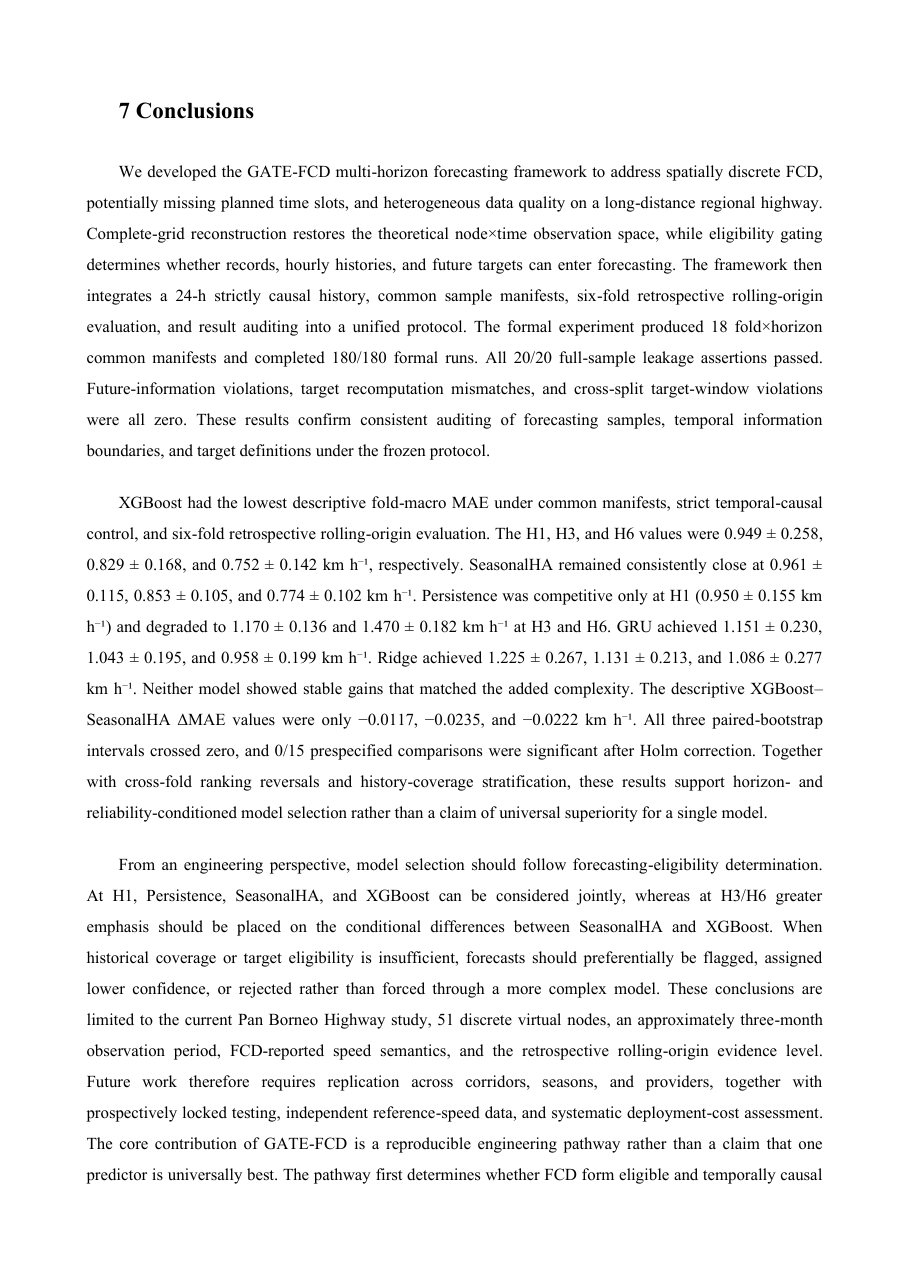 7 Conclusions
We developed the GATE-FCD multi-horizon forecasting framework to address spatially discrete FCD,
potentially missing planned time slots, and heterogeneous data quality on a long-distance regional highway.
Complete-grid reconstruction restores the theoretical node×time observation space, while eligibility gating
determines whether records, hourly histories, and future targets can enter forecasting. The framework then
integrates a 24-h strictly causal history, common sample manifests, six-fold retrospective rolling-origin
evaluation, and result auditing into a unified protocol. The formal experiment produced 18 fold×horizon
common manifests and completed 180/180 formal runs. All 20/20 full-sample leakage assertions passed.
Future-information violations, target recomputation mismatches, and cross-split target-window violations
were all zero. These results confirm consistent auditing of forecasting samples, temporal information
boundaries, and target definitions under the frozen protocol.
XGBoost had the lowest descriptive fold-macro MAE under common manifests, strict temporal-causal
control, and six-fold retrospective rolling-origin evaluation. The H1, H3, and H6 values were 0.949 ± 0.258,
0.829 ± 0.168, and 0.752 ± 0.142 km h⁻¹, respectively. SeasonalHA remained consistently close at 0.961 ±
0.115, 0.853 ± 0.105, and 0.774 ± 0.102 km h⁻¹. Persistence was competitive only at H1 (0.950 ± 0.155 km
h⁻¹) and degraded to 1.170 ± 0.136 and 1.470 ± 0.182 km h⁻¹ at H3 and H6. GRU achieved 1.151 ± 0.230,
1.043 ± 0.195, and 0.958 ± 0.199 km h⁻¹. Ridge achieved 1.225 ± 0.267, 1.131 ± 0.213, and 1.086 ± 0.277
km h⁻¹. Neither model showed stable gains that matched the added complexity. The descriptive XGBoost–
SeasonalHA ΔMAE values were only −0.0117, −0.0235, and −0.0222 km h⁻¹. All three paired-bootstrap
intervals crossed zero, and 0/15 prespecified comparisons were significant after Holm correction. Together
with cross-fold ranking reversals and history-coverage stratification, these results support horizon- and
reliability-conditioned model selection rather than a claim of universal superiority for a single model.
From an engineering perspective, model selection should follow forecasting-eligibility determination.
At H1, Persistence, SeasonalHA, and XGBoost can be considered jointly, whereas at H3/H6 greater
emphasis should be placed on the conditional differences between SeasonalHA and XGBoost. When
historical coverage or target eligibility is insufficient, forecasts should preferentially be flagged, assigned
lower confidence, or rejected rather than forced through a more complex model. These conclusions are
limited to the current Pan Borneo Highway study, 51 discrete virtual nodes, an approximately three-month
observation period, FCD-reported speed semantics, and the retrospective rolling-origin evidence level.
Future work therefore requires replication across corridors, seasons, and providers, together with
prospectively locked testing, independent reference-speed data, and systematic deployment-cost assessment.
The core contribution of GATE-FCD is a reproducible engineering pathway rather than a claim that one
predictor is universally best. The pathway first determines whether FCD form eligible and temporally causal